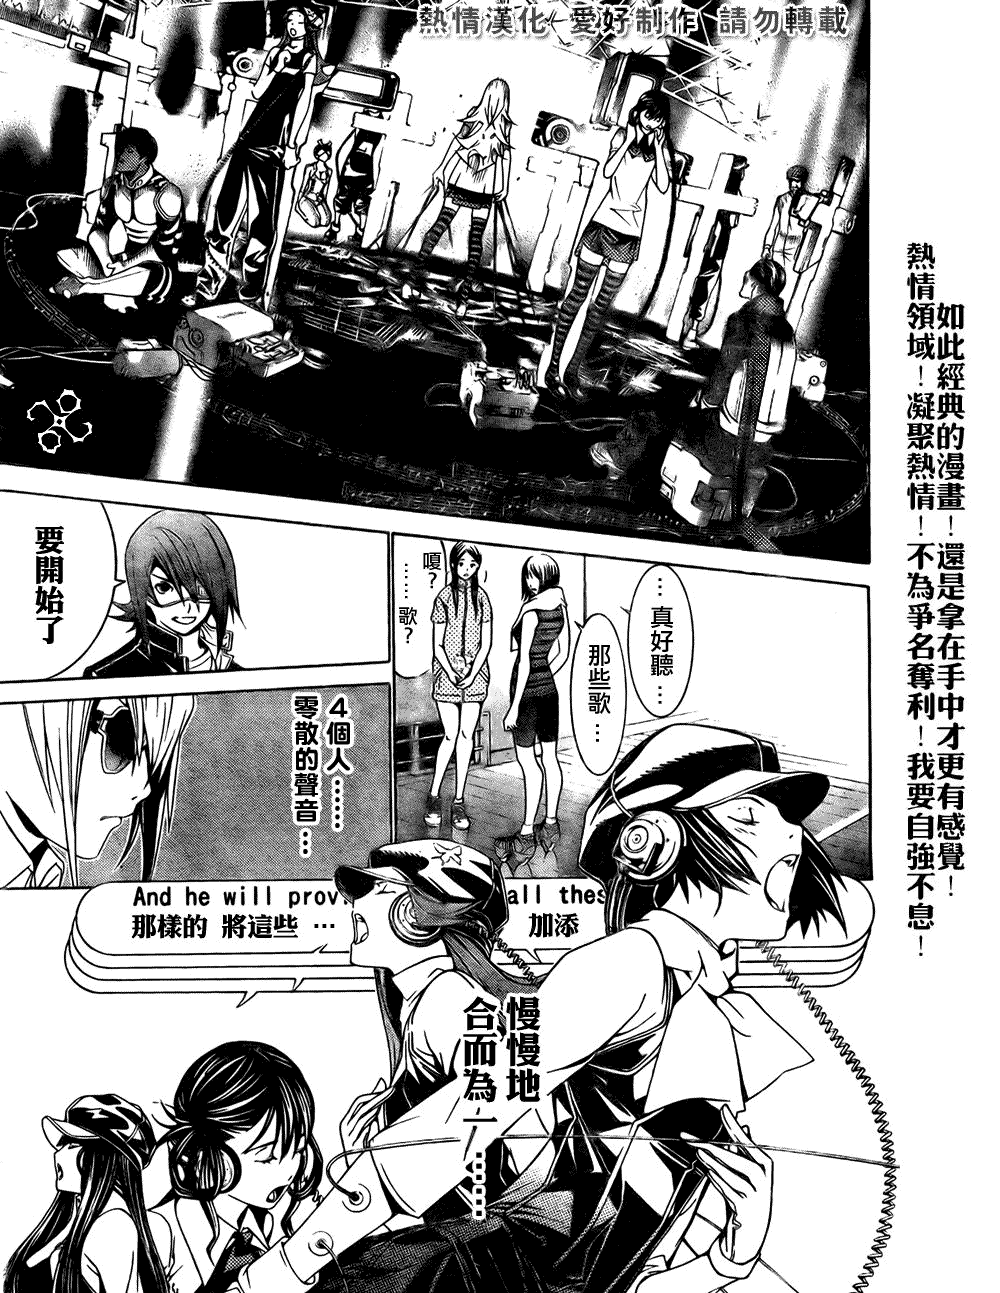 熱情漢化 愛好制作 請勿轉載
如此經典的漫畫！還是拿在手中才更有感覺！
熱情領域！凝聚熱情！不為爭名奪利！我要自強不息！
…真好聽…
那些歌…
嗄？
……歌？
要開始了
4個人……
零散的聲音…
And he will provi all thes
那樣的 將這些 … 加添
慢慢地
合而為一……